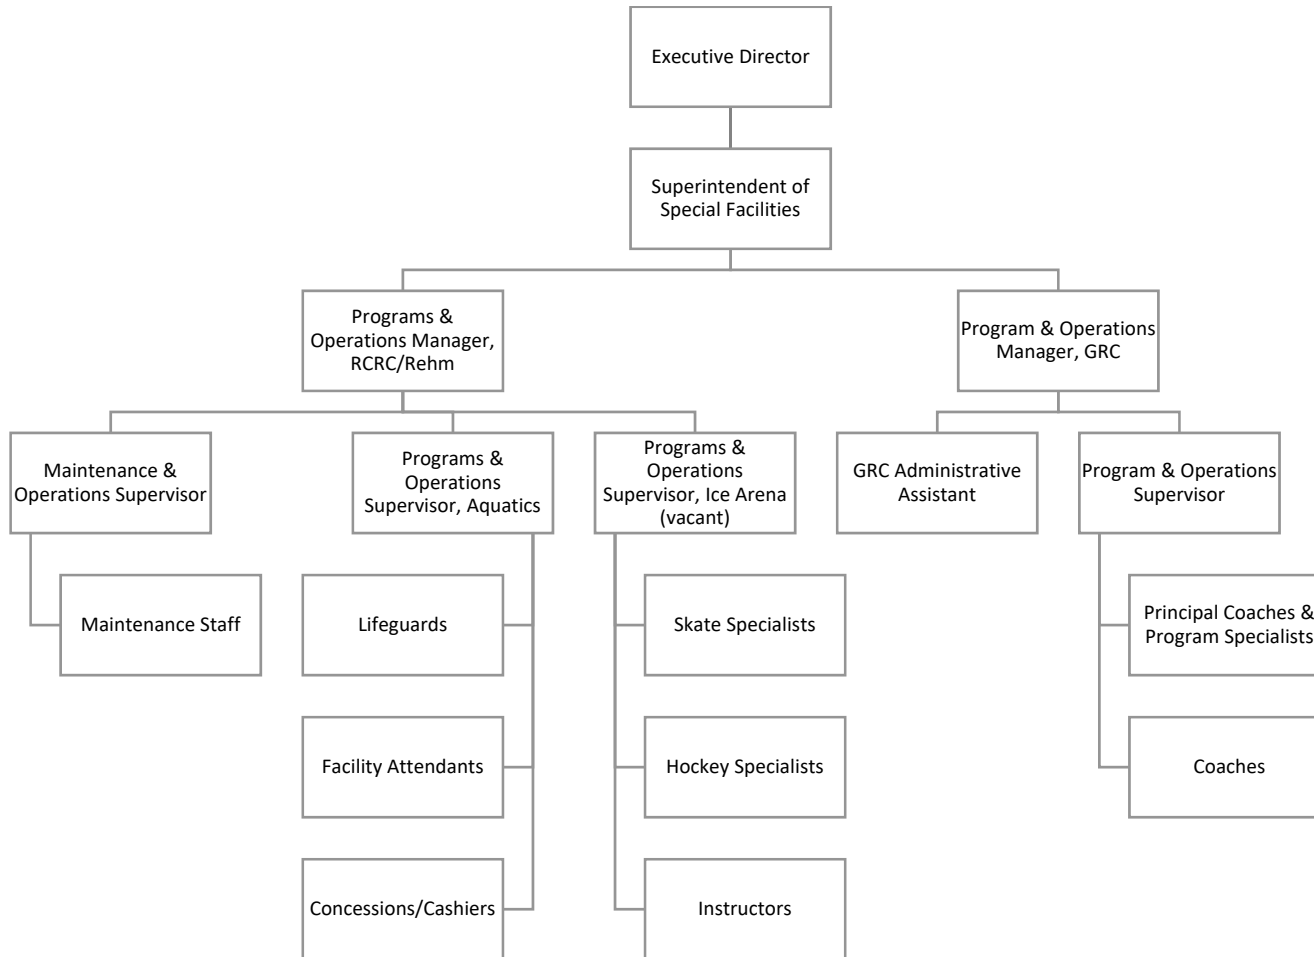 Executive Director
Superintendent of
Special Facilities
Programs &
Operations Manager,
RCRC/Rehm
Program & Operations
Manager, GRC
Maintenance &
Operations Supervisor
Programs &
Operations
Supervisor, Aquatics
Programs &
Operations
Supervisor, Ice Arena
(vacant)
GRC Administrative
Assistant
Program & Operations
Supervisor
Maintenance Staff
Lifeguards
Skate Specialists
Principal Coaches &
Program Specialists
Facility Attendants
Hockey Specialists
Coaches
Concessions/Cashiers
Instructors